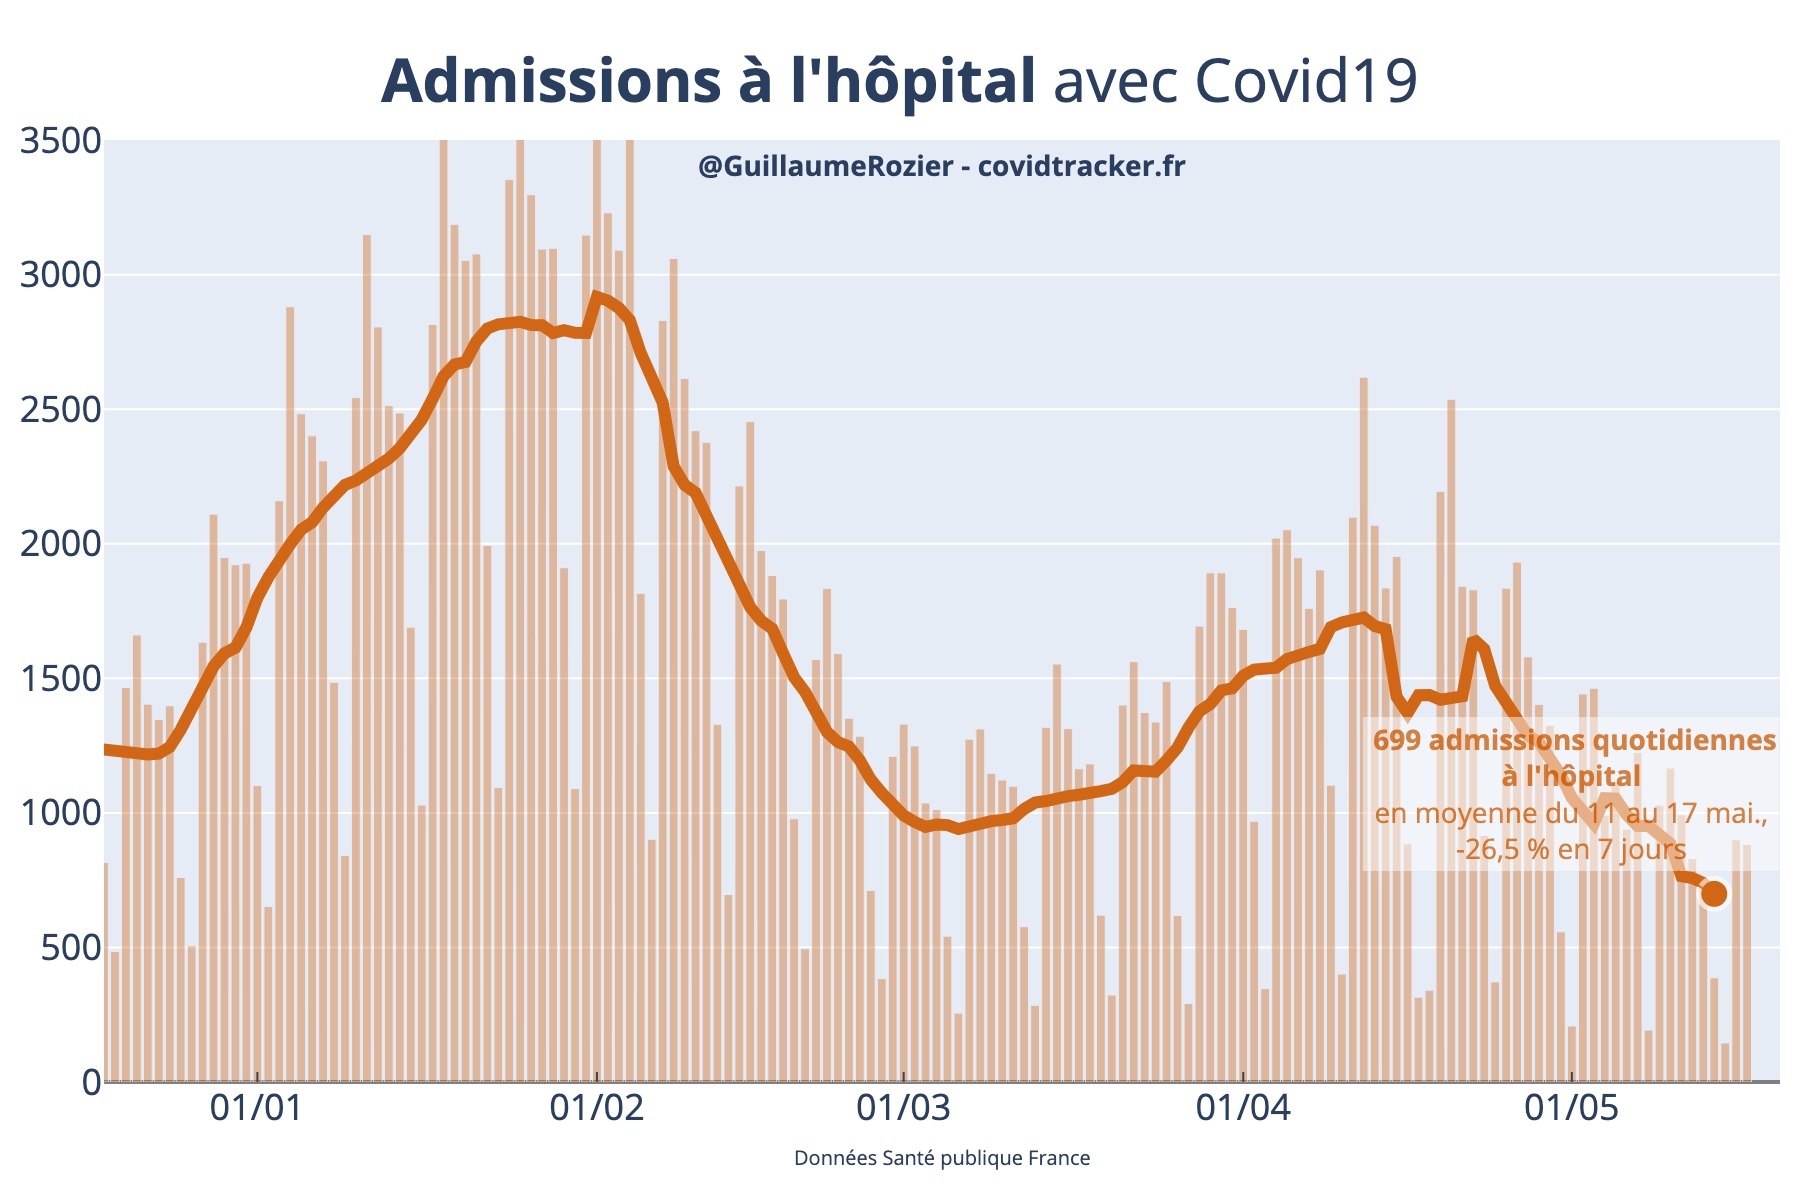 Admissions à l'hôpital avec Covid19
@GuillaumeRozier - covidtracker.fr
3500
3000
2500
2000
1500
1000
500
0
699 admissions quotidiennes
à l'hôpital
en moyenne du 11 au 17 mai.,
-26,5 % en 7 jours
01/01 01/02 01/03 01/04 01/05
Données Santé publique France